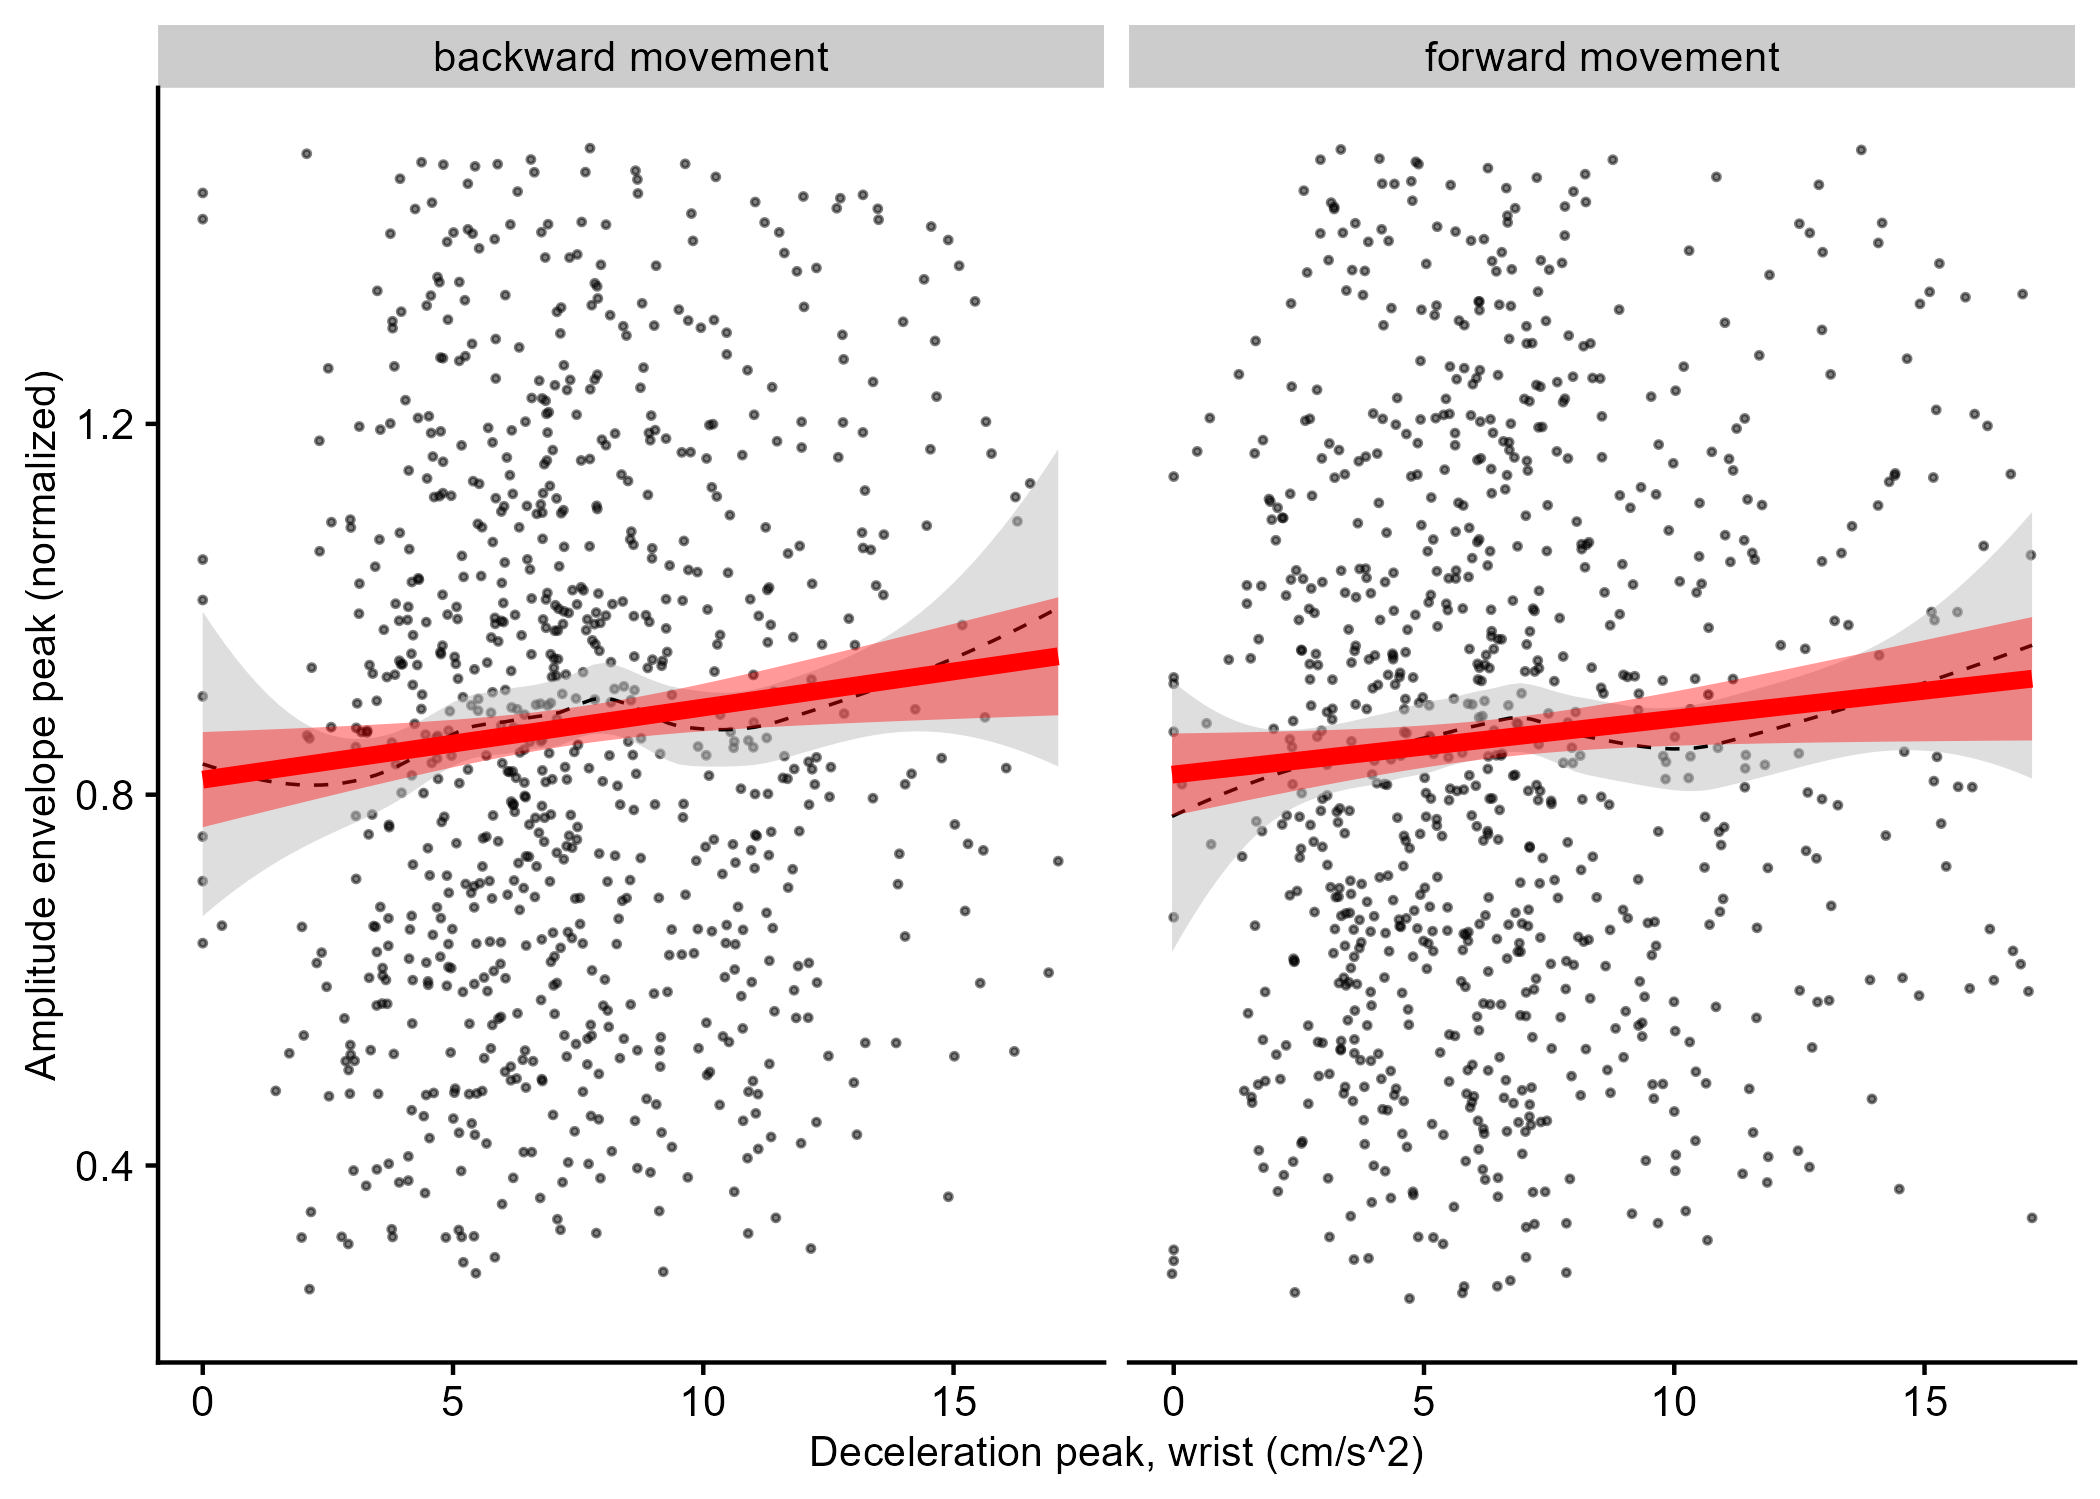 backward movement
forward movement
Amplitude envelope peak (normalized)
1.2
0.8
0.4
0 5 10 15
0 5 10 15
Deceleration peak, wrist (cm/s^2)